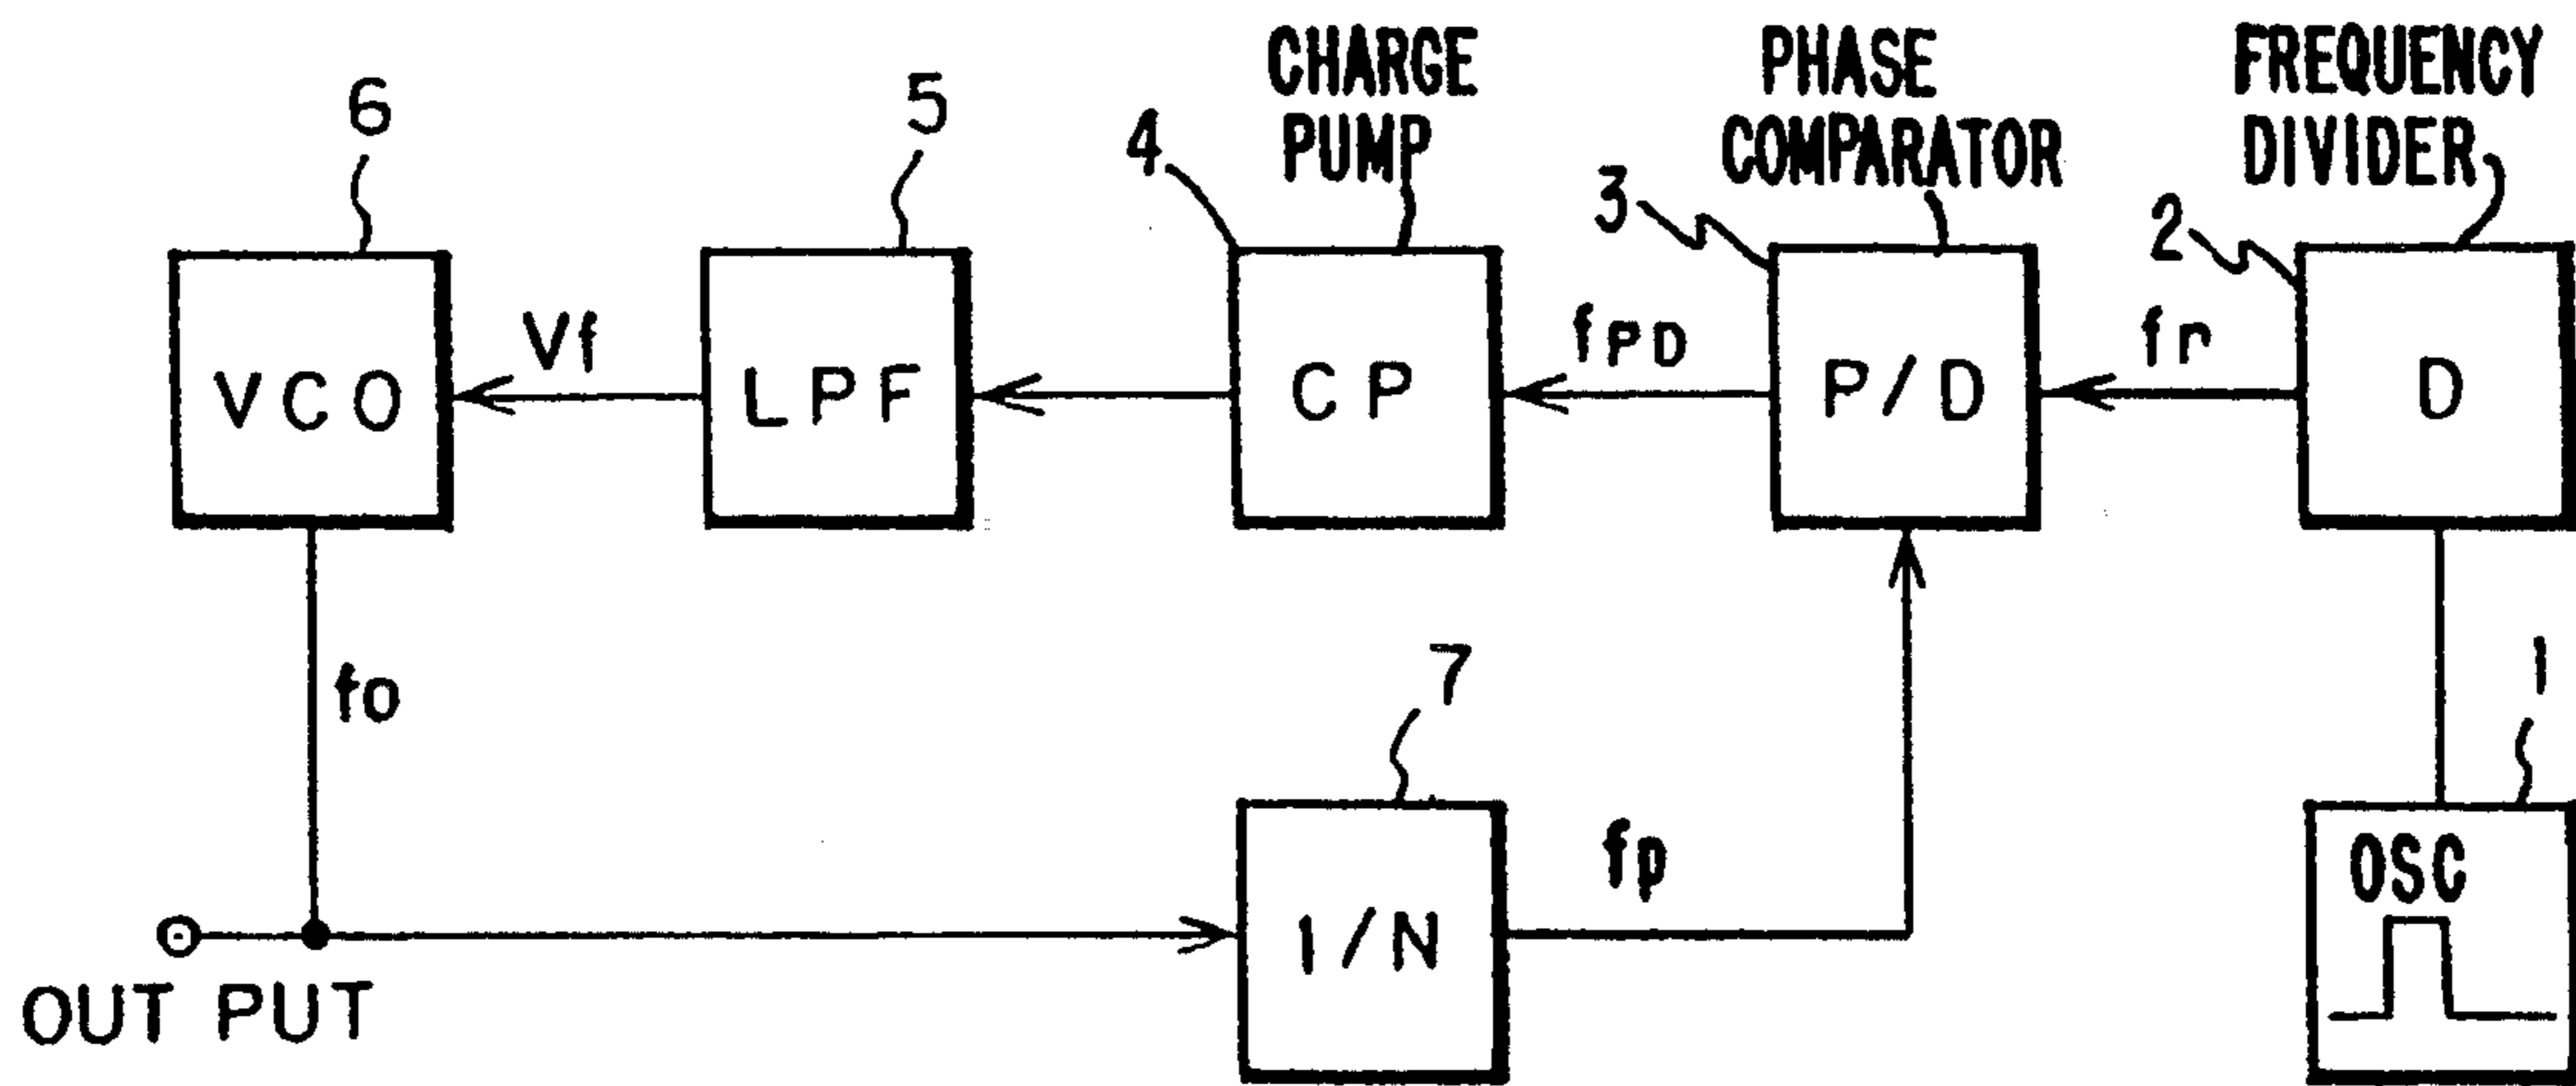 CHARGE
PUMP
PHASE
COMPARATOR
FREQUENCY
DIVIDER
6
5
4
3
2
VCO
Vf
LPF
CP
fPD
P/D
fr
D
fo
7
1
1/N
fp
OSC
OUT PUT